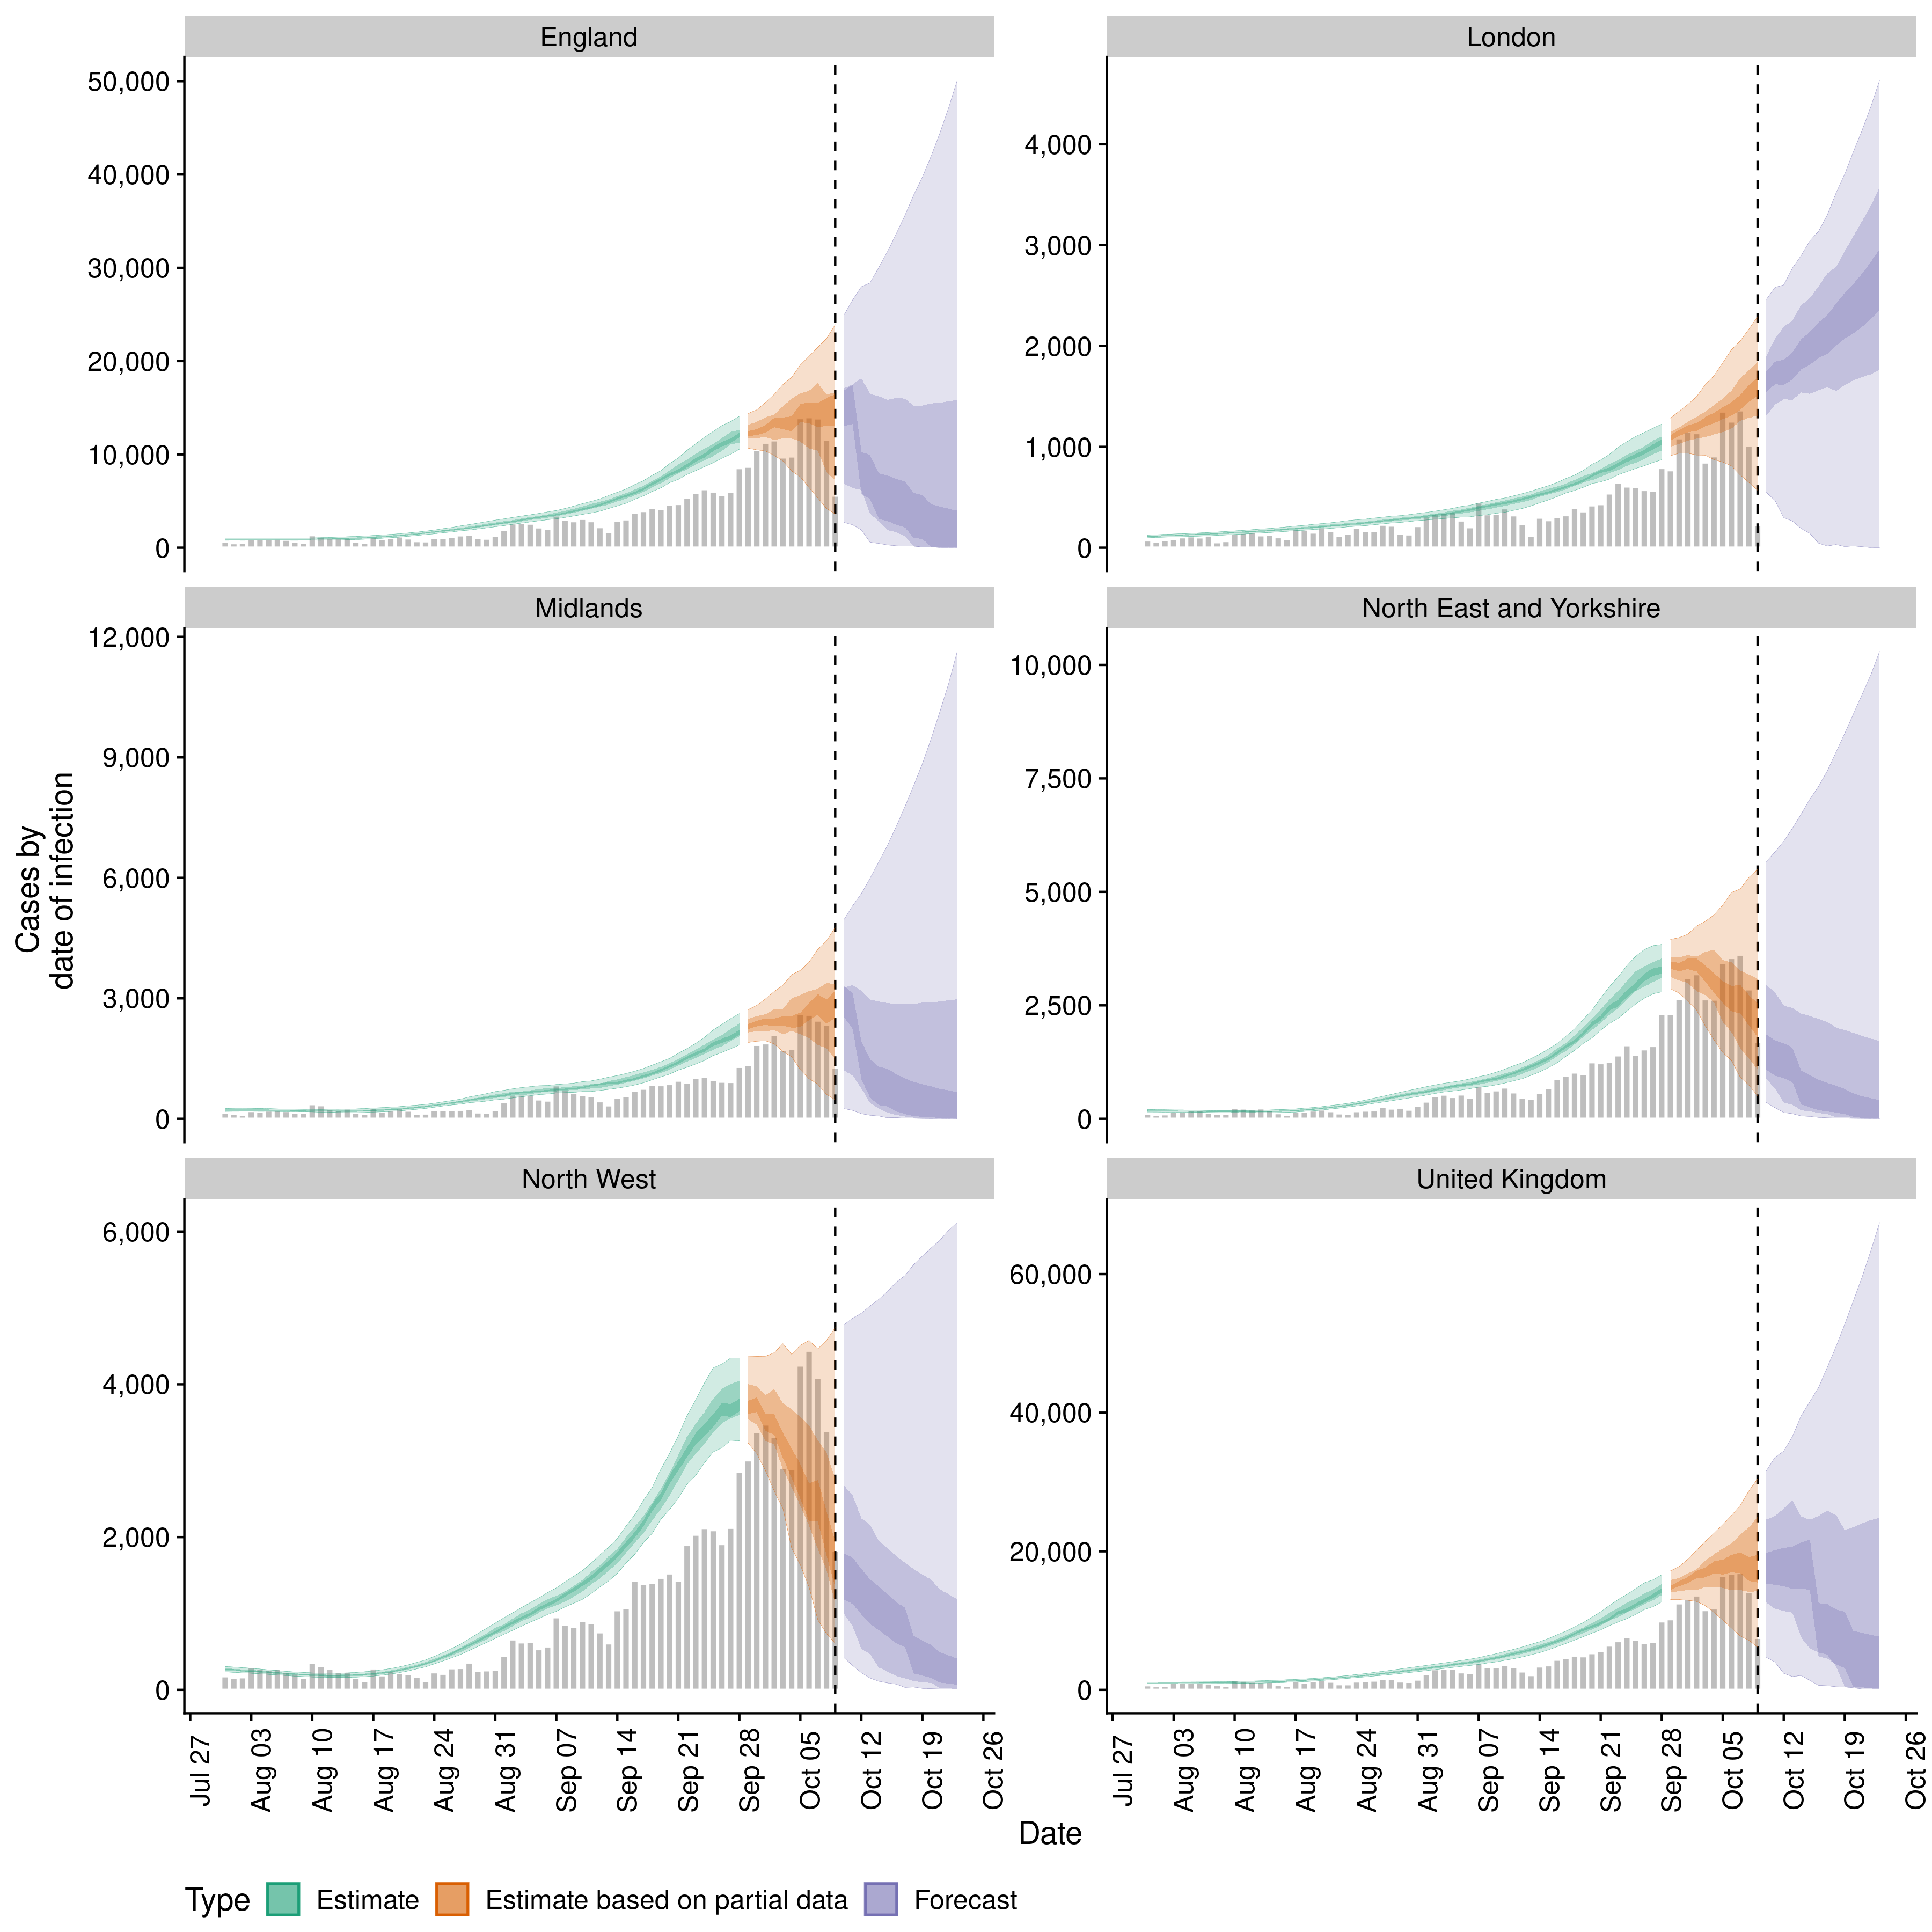 England
London
50,000
40,000
30,000
20,000
10,000
0
4,000
3,000
2,000
1,000
0
Midlands
North East and Yorkshire
12,000
9,000
6,000
3,000
0
10,000
7,500
5,000
2,500
0
Cases by
date of infection
North West
United Kingdom
6,000
4,000
2,000
0
60,000
40,000
20,000
0
Jul 27
Aug 03
Aug 10
Aug 17
Aug 24
Aug 31
Sep 07
Sep 14
Sep 21
Sep 28
Oct 05
Oct 12
Oct 19
Oct 26
Jul 27
Aug 03
Aug 10
Aug 17
Aug 24
Aug 31
Sep 07
Sep 14
Sep 21
Sep 28
Oct 05
Oct 12
Oct 19
Oct 26
Date
Type Estimate Estimate based on partial data Forecast